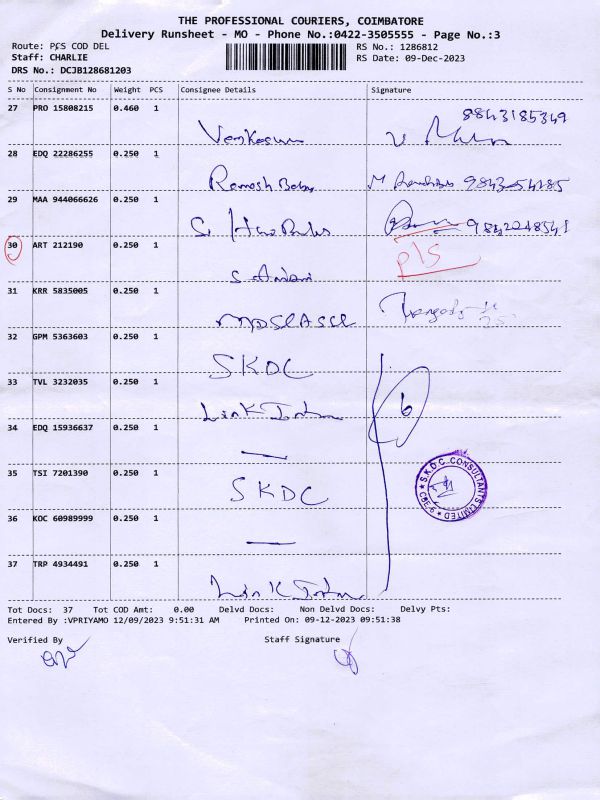 THE PROFESSIONAL COURIERS, COIMBATORE
Delivery Runsheet - MO - Phone No.:0422-3505555 - Page No.:3
Route: PCS COD DEL RS No.: 1286812
Staff: CHARLIE RS Date: 09-Dec-2023
DRS No.: DCJB128681203
S No Consignment No Weight PCS Consignee Details Signature
27 PRO 15808215 0.460 1 8843185349
28 EDQ 22286255 0.250 1 Ramesh Babu
29 MAA 944066626 0.250 1
30 ART 212190 0.250 1 P/S
31 KRR 5835005 0.250 1
32 GPM 5363603 0.250 1 SKDC
33 TVL 3232035 0.250 1 Link Intime 6
34 EDQ 15936637 0.250 1 —
35 TSI 7201390 0.250 1 SKDC S.K.D.C. CONSULTANTS LIMITED CBE-6
36 KOC 60989999 0.250 1 —
37 TRP 4934491 0.250 1 Link Intime
Tot Docs: 37 Tot COD Amt: 0.00 Delvd Docs: Non Delvd Docs: Delvy Pts:
Entered By :VPRIYAMO 12/09/2023 9:51:31 AM Printed On: 09-12-2023 09:51:38
Verified By Staff Signature